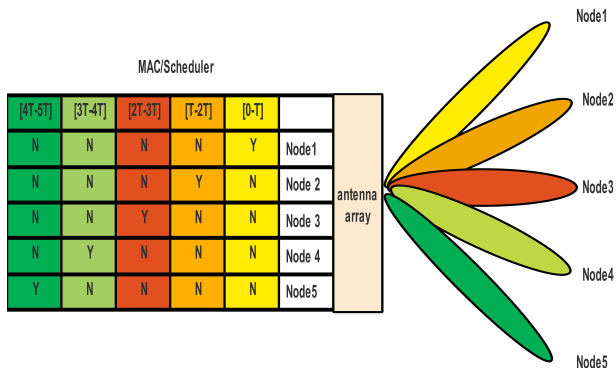 MAC/Scheduler
[4T-5T] [3T-4T] [2T-3T] [T-2T] [0-T]
N N N N Y Node1
N N N Y N Node 2
N N Y N N Node 3
N Y N N N Node 4
Y N N N N Node5
antenna
array
Node1
Node2
Node3
Node4
Node5